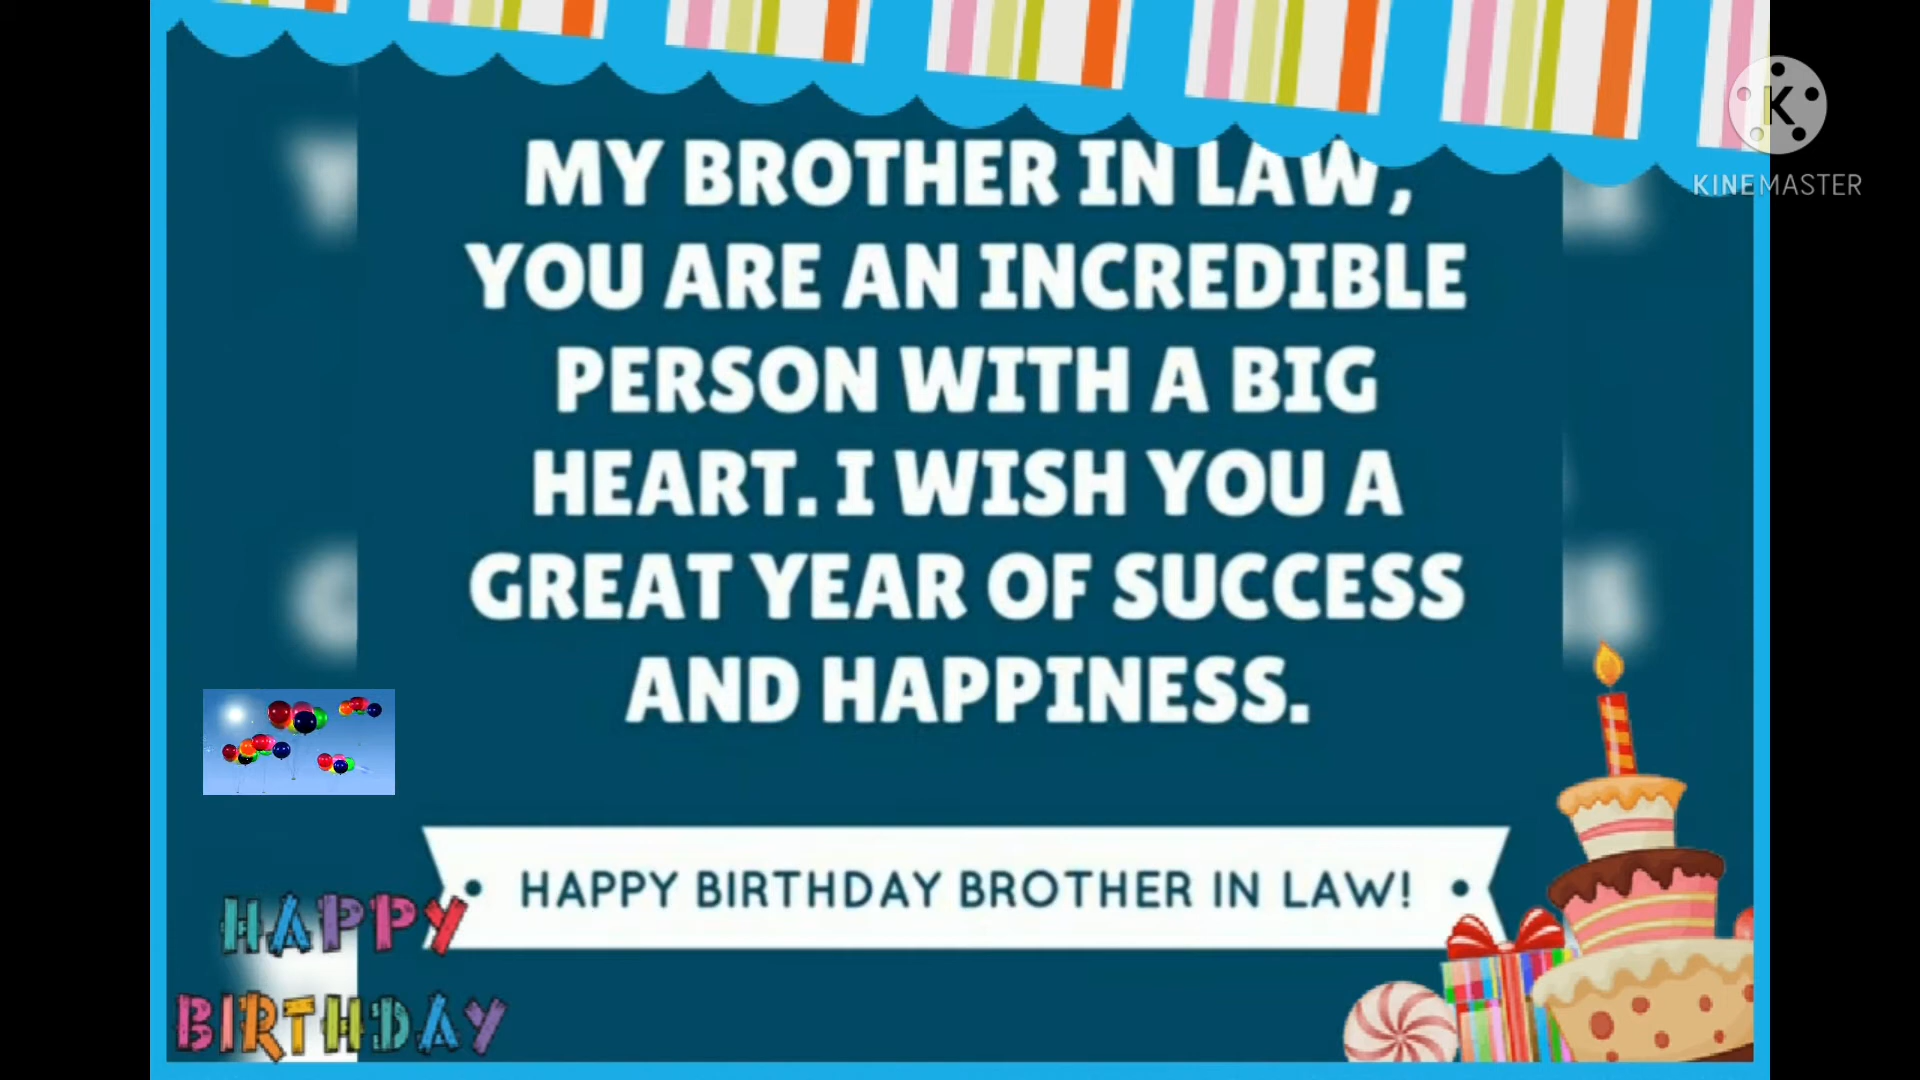 MY BROTHER IN LAW,
YOU ARE AN INCREDIBLE
PERSON WITH A BIG
HEART. I WISH YOU A
GREAT YEAR OF SUCCESS
AND HAPPINESS.
HAPPY BIRTHDAY BROTHER IN LAW!
HAPPY
BIRTHDAY
K
KINEMASTER